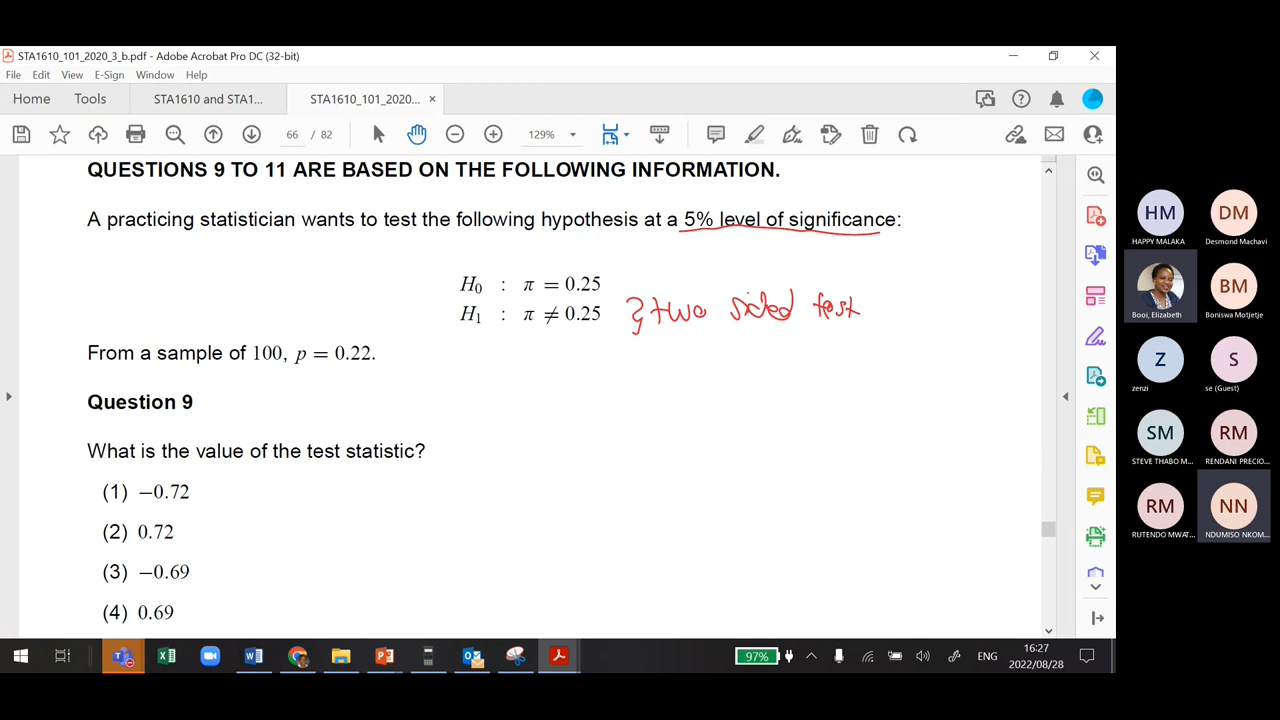 STA1610_101_2020_3_b.pdf - Adobe Acrobat Pro DC (32-bit)
File Edit View E-Sign Window Help
Home Tools STA1610 and STA1... STA1610_101_2020... ×
66 / 82 129%
QUESTIONS 9 TO 11 ARE BASED ON THE FOLLOWING INFORMATION.
A practicing statistician wants to test the following hypothesis at a 5% level of significance:
H₀ : π = 0.25
H₁ : π ≠ 0.25 two sided test
From a sample of 100, p = 0.22.
Question 9
What is the value of the test statistic?
(1) −0.72
(2) 0.72
(3) −0.69
(4) 0.69
HM DM
HAPPY MALAKA Desmond Machavi
BM
Booi, Elizabeth Boniswa Motjetje
Z S
zenzi se (Guest)
SM RM
STEVE THABO M... RENDANI PRECIO...
RM NN
RUTENDO MWAT... NDUMISO NKOM...
97% ENG 16:27
2022/08/28